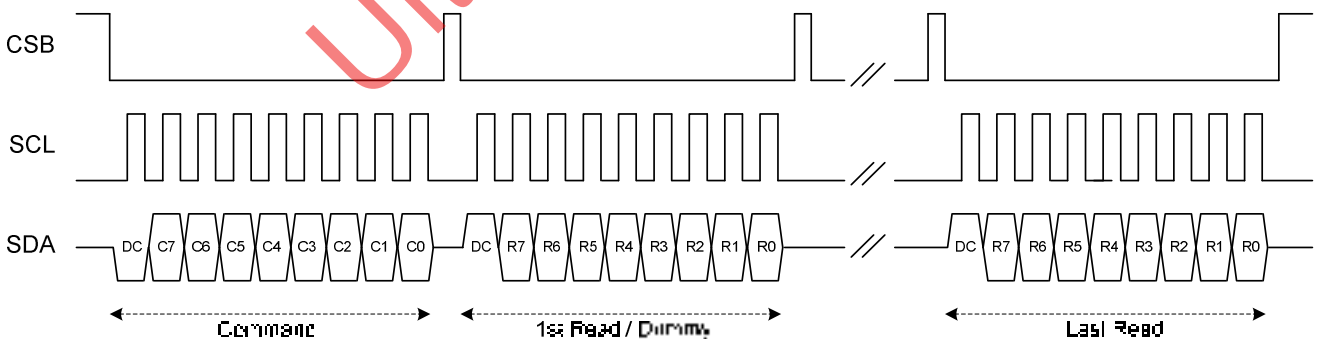 CSB
SCL
SDA DC C7 C6 C5 C4 C3 C2 C1 C0 DC R7 R6 R5 R4 R3 R2 R1 R0 DC R7 R6 R5 R4 R3 R2 R1 R0
Command 1st Read / Dummy Last Read